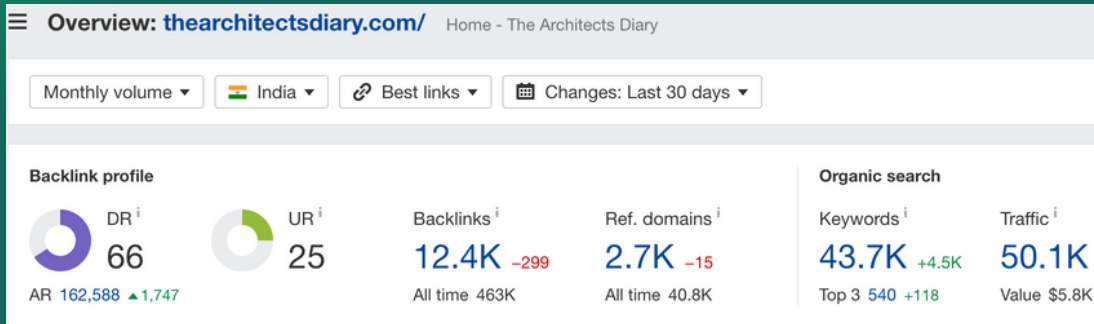 Overview: thearchitectsdiary.com/ Home - The Architects Diary
Monthly volume India Best links Changes: Last 30 days
Backlink profile
Organic search
DR i
UR i
Backlinks i
Ref. domains i
Keywords i
Traffic i
66
25
12.4K -299
2.7K -15
43.7K +4.5K
50.1K
AR 162,588 ▲1,747
All time 463K
All time 40.8K
Top 3 540 +118
Value $5.8K